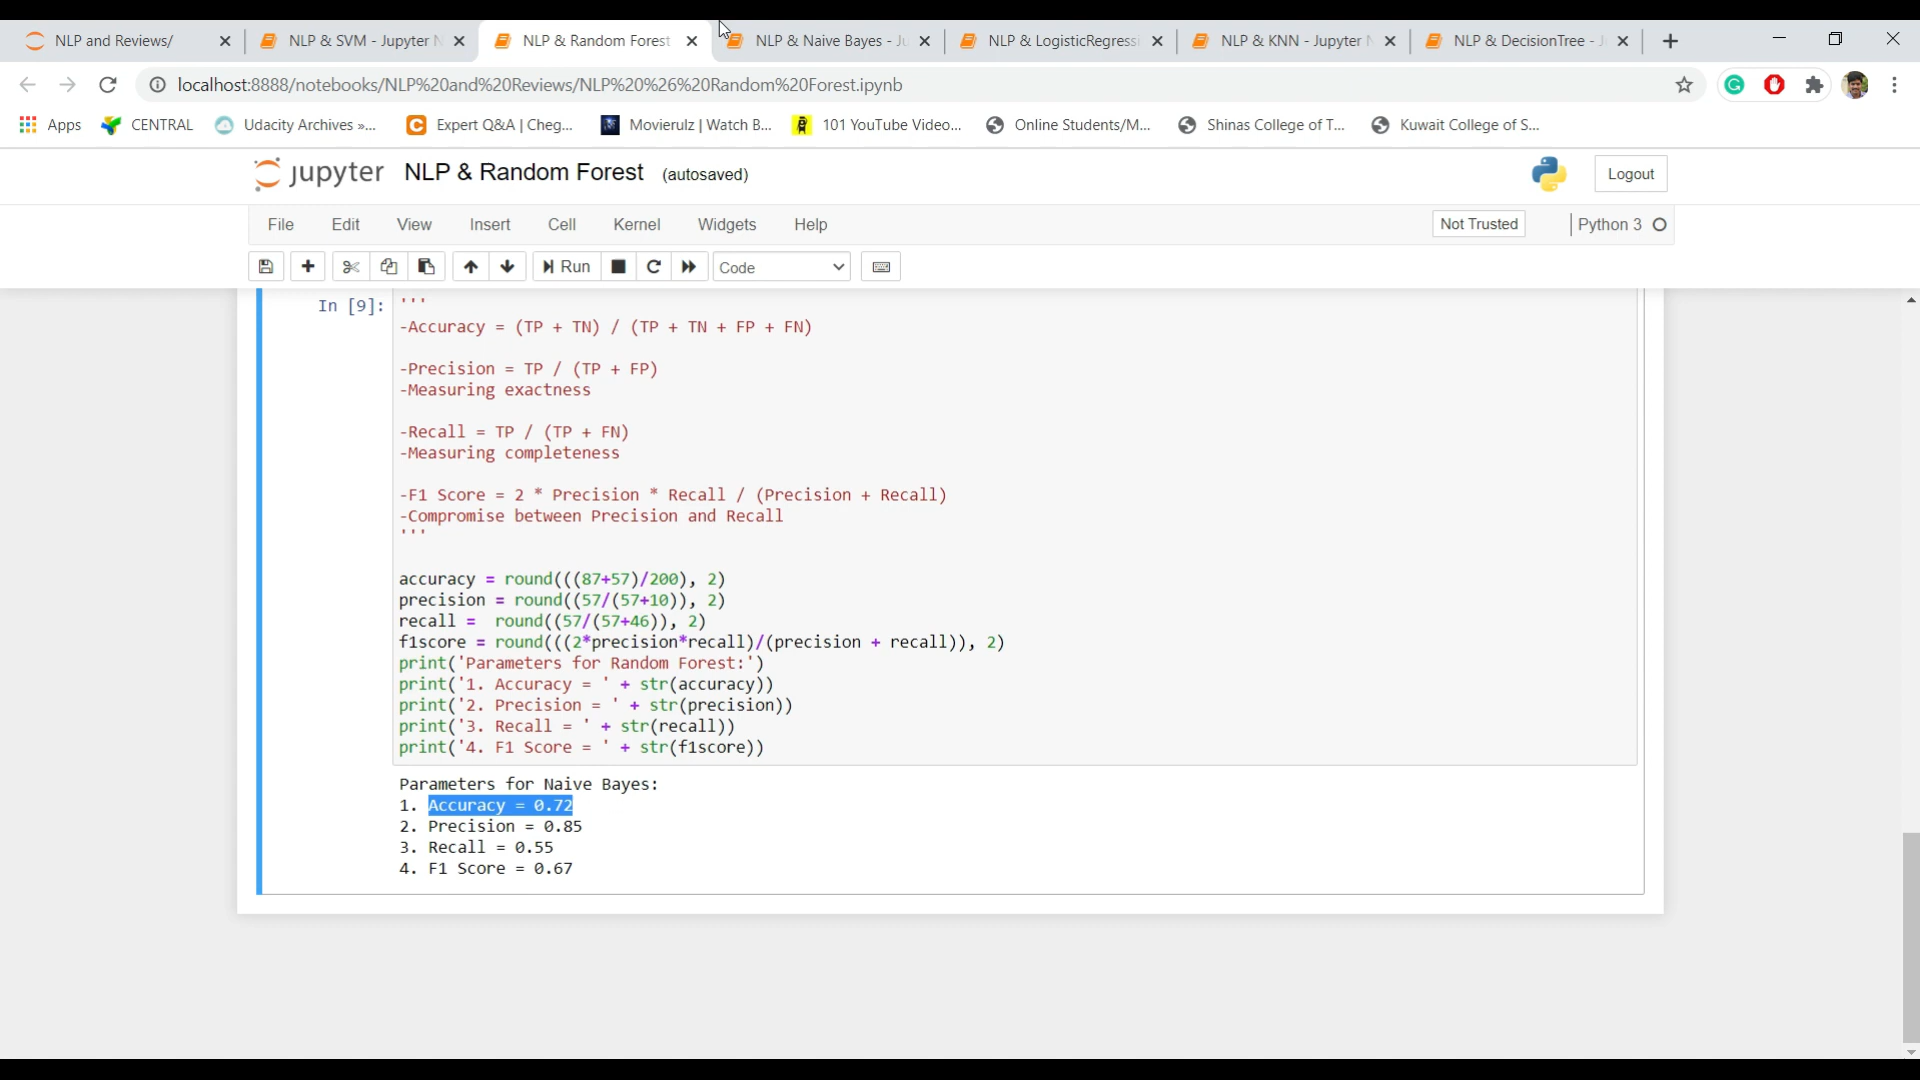 NLP and Reviews/
NLP & SVM - Jupyter N
NLP & Random Forest
NLP & Naive Bayes - Ju
NLP & LogisticRegressi
NLP & KNN - Jupyter N
NLP & DecisionTree - J
localhost:8888/notebooks/NLP%20and%20Reviews/NLP%20%26%20Random%20Forest.ipynb
Apps
CENTRAL
Udacity Archives »...
Expert Q&A | Cheg...
Movierulz | Watch B...
101 YouTube Video...
Online Students/M...
Shinas College of T...
Kuwait College of S...
jupyter NLP & Random Forest (autosaved)
Logout
File Edit View Insert Cell Kernel Widgets Help
Not Trusted
Python 3
Run
Code
In [9]: '''
-Accuracy = (TP + TN) / (TP + TN + FP + FN)
-Precision = TP / (TP + FP)
-Measuring exactness
-Recall = TP / (TP + FN)
-Measuring completeness
-F1 Score = 2 * Precision * Recall / (Precision + Recall)
-Compromise between Precision and Recall
'''
accuracy = round(((87+57)/200), 2)
precision = round((57/(57+10)), 2)
recall =  round((57/(57+46)), 2)
f1score = round(((2*precision*recall)/(precision + recall)), 2)
print('Parameters for Random Forest:')
print('1. Accuracy = ' + str(accuracy))
print('2. Precision = ' + str(precision))
print('3. Recall = ' + str(recall))
print('4. F1 Score = ' + str(f1score))
Parameters for Naive Bayes:
1. Accuracy = 0.72
2. Precision = 0.85
3. Recall = 0.55
4. F1 Score = 0.67